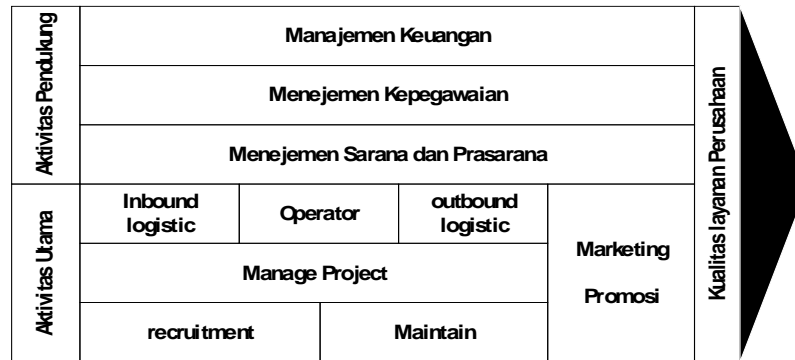 Aktivitas Pendukung
Manajemen Keuangan
Menejemen Kepegawaian
Menejemen Sarana dan Prasarana
Aktivitas Utama
Inbound
logistic
Operator
outbound
logistic
Manage Project
recruitment
Maintain
Marketing
Promosi
Kualitas layanan Perusahaan